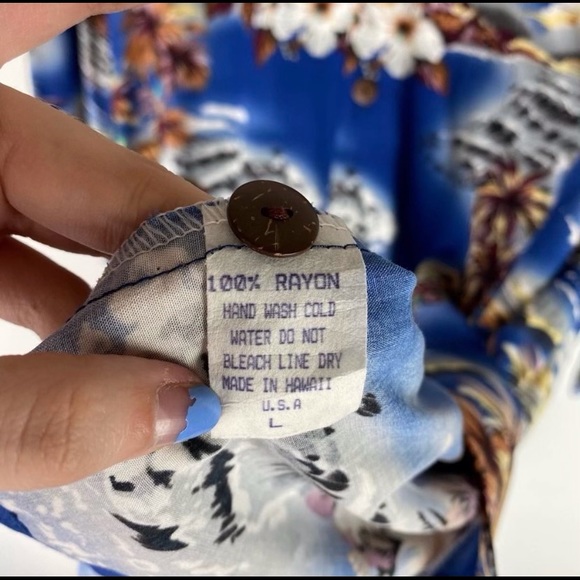 100% RAYON
HAND WASH COLD
WATER DO NOT
BLEACH LINE DRY
MADE IN HAWAII
U.S.A
L